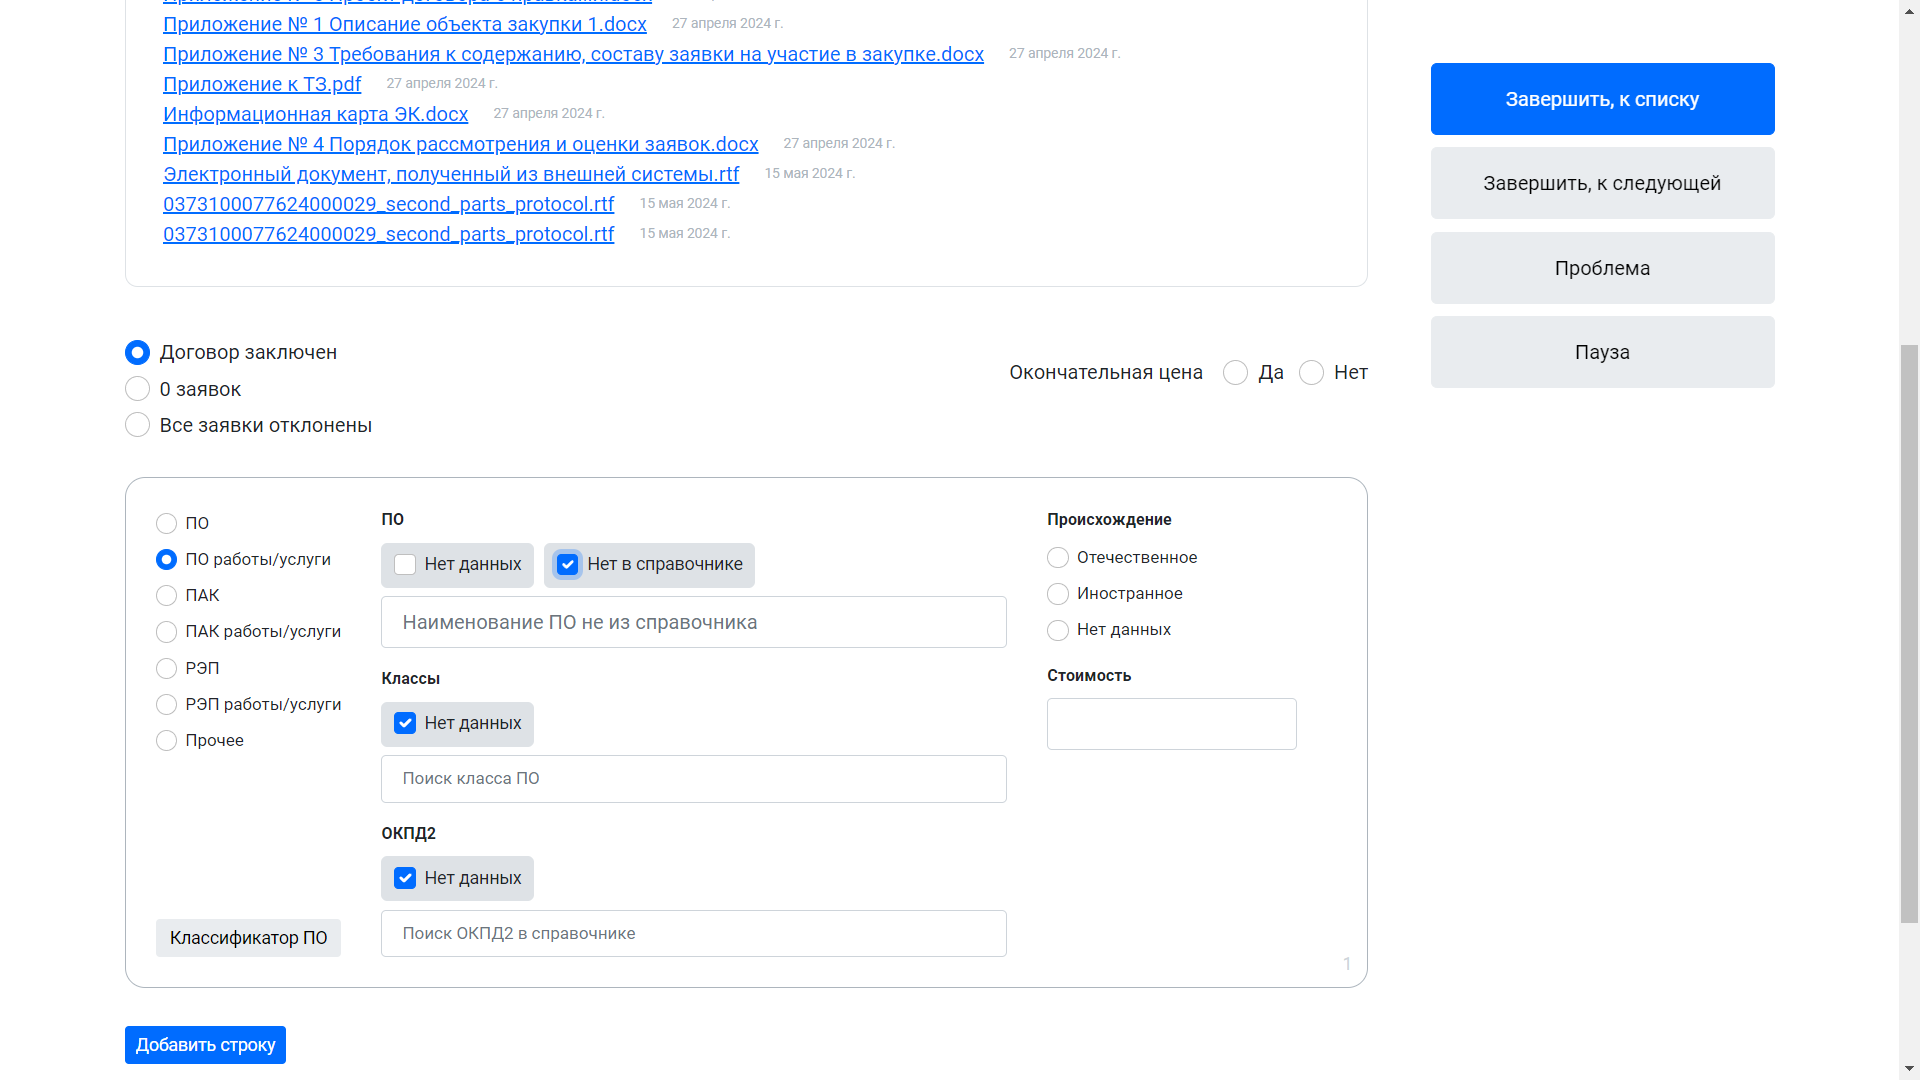 Приложение № 1 Описание объекта закупки 1.docx 27 апреля 2024 г.
Приложение № 3 Требования к содержанию, составу заявки на участие в закупке.docx 27 апреля 2024 г.
Приложение к ТЗ.pdf 27 апреля 2024 г.
Информационная карта ЭК.docx 27 апреля 2024 г.
Приложение № 4 Порядок рассмотрения и оценки заявок.docx 27 апреля 2024 г.
Электронный документ, полученный из внешней системы.rtf 15 мая 2024 г.
0373100077624000029_second_parts_protocol.rtf 15 мая 2024 г.
0373100077624000029_second_parts_protocol.rtf 15 мая 2024 г.
Завершить, к списку
Завершить, к следующей
Проблема
Пауза
Договор заключен
0 заявок
Все заявки отклонены
Окончательная цена Да Нет
ПО
ПО работы/услуги
ПАК
ПАК работы/услуги
РЭП
РЭП работы/услуги
Прочее
Классификатор ПО
ПО
Нет данных Нет в справочнике
Наименование ПО не из справочника
Классы
Нет данных
Поиск класса ПО
ОКПД2
Нет данных
Поиск ОКПД2 в справочнике
Происхождение
Отечественное
Иностранное
Нет данных
Стоимость
1
Добавить строку